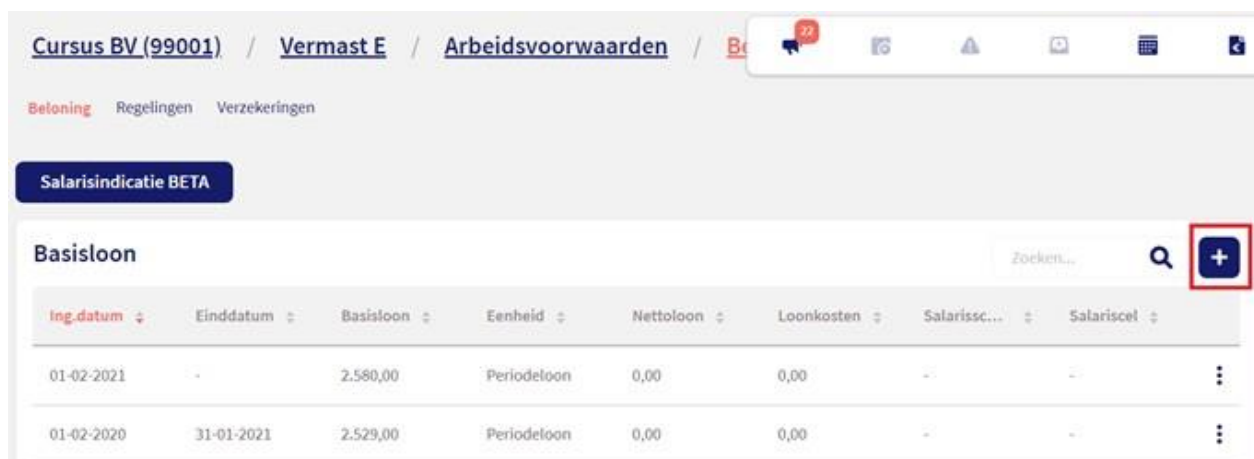 Cursus BV (99001) / Vermast E / Arbeidsvoorwaarden / Be 22
Beloning Regelingen Verzekeringen
Salarisindicatie BETA
Basisloon Zoeken... +
Ing.datum Einddatum Basisloon Eenheid Nettoloon Loonkosten Salarissc... Salariscel
01-02-2021 - 2.580,00 Periodeloon 0,00 0,00 - -
01-02-2020 31-01-2021 2.529,00 Periodeloon 0,00 0,00 - -